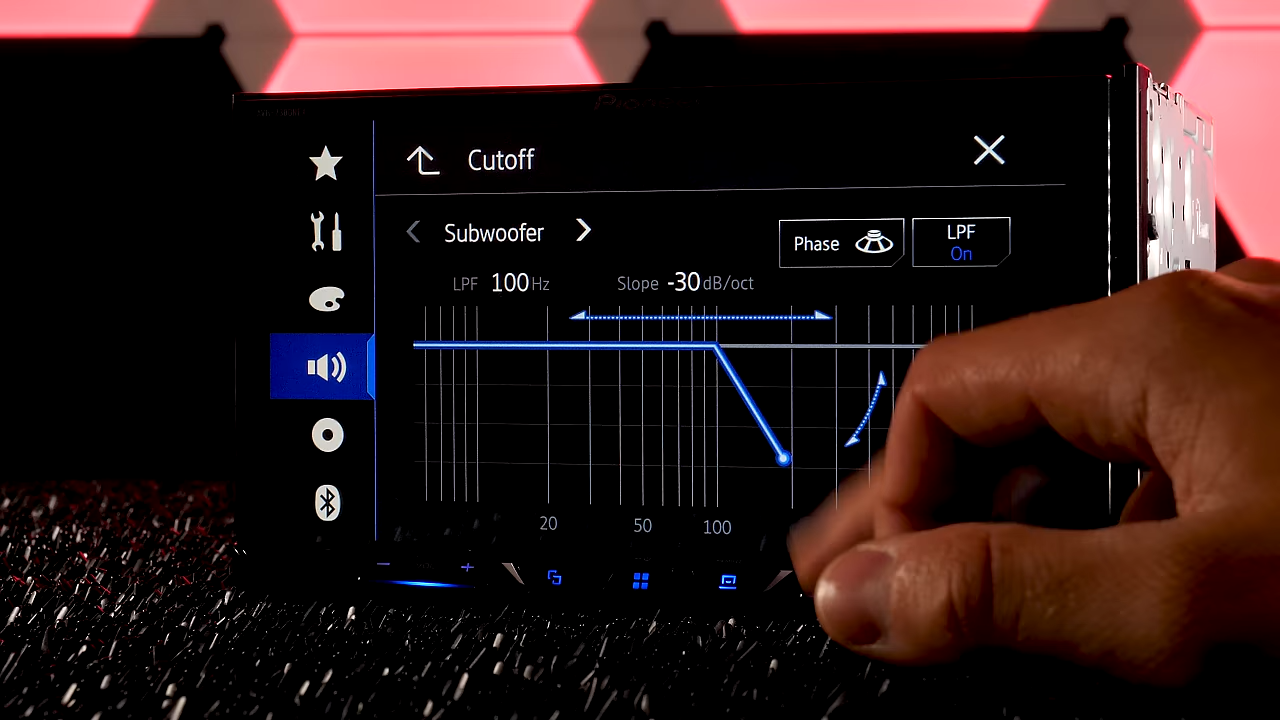 Cutoff
Subwoofer
Phase
LPF
On
LPF 100Hz
Slope -30dB/oct
20 50 100
− +